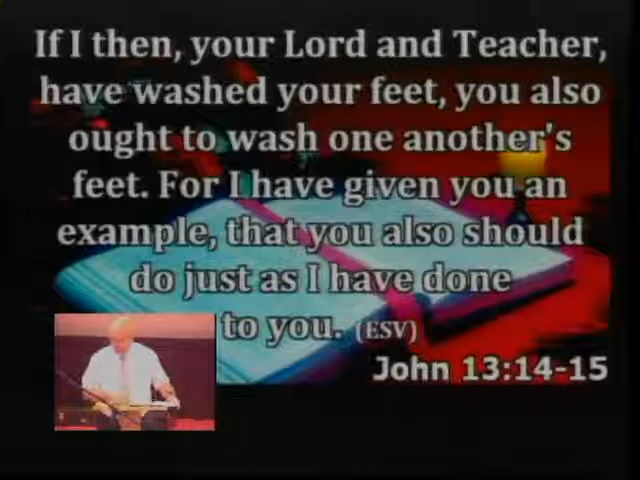 If I then, your Lord and Teacher,
have washed your feet, you also
ought to wash one another's
feet. For I have given you an
example, that you also should
do just as I have done
to you. (ESV)
John 13:14-15